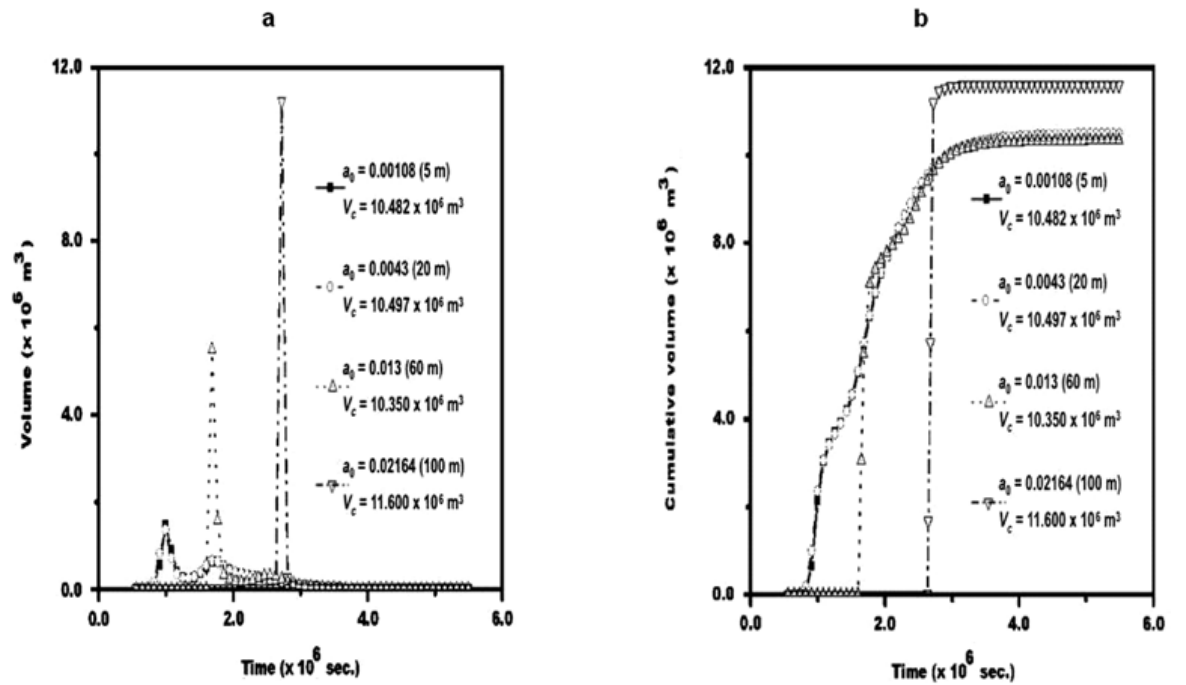 a
12.0
8.0
4.0
0.0
0.0 2.0 4.0 6.0
Volume (x 10⁶ m³)
Time (x 10⁶ sec.)
a₀ = 0.00108 (5 m)
V꜀ = 10.482 x 10⁶ m³
a₀ = 0.0043 (20 m)
V꜀ = 10.497 x 10⁶ m³
a₀ = 0.013 (60 m)
V꜀ = 10.350 x 10⁶ m³
a₀ = 0.02164 (100 m)
V꜀ = 11.600 x 10⁶ m³
b
12.0
8.0
4.0
0.0
0.0 2.0 4.0 6.0
Cumulative volume (x 10⁶ m³)
Time (x 10⁶ sec.)
a₀ = 0.00108 (5 m)
V꜀ = 10.482 x 10⁶ m³
a₀ = 0.0043 (20 m)
V꜀ = 10.497 x 10⁶ m³
a₀ = 0.013 (60 m)
V꜀ = 10.350 x 10⁶ m³
a₀ = 0.02164 (100 m)
V꜀ = 11.600 x 10⁶ m³